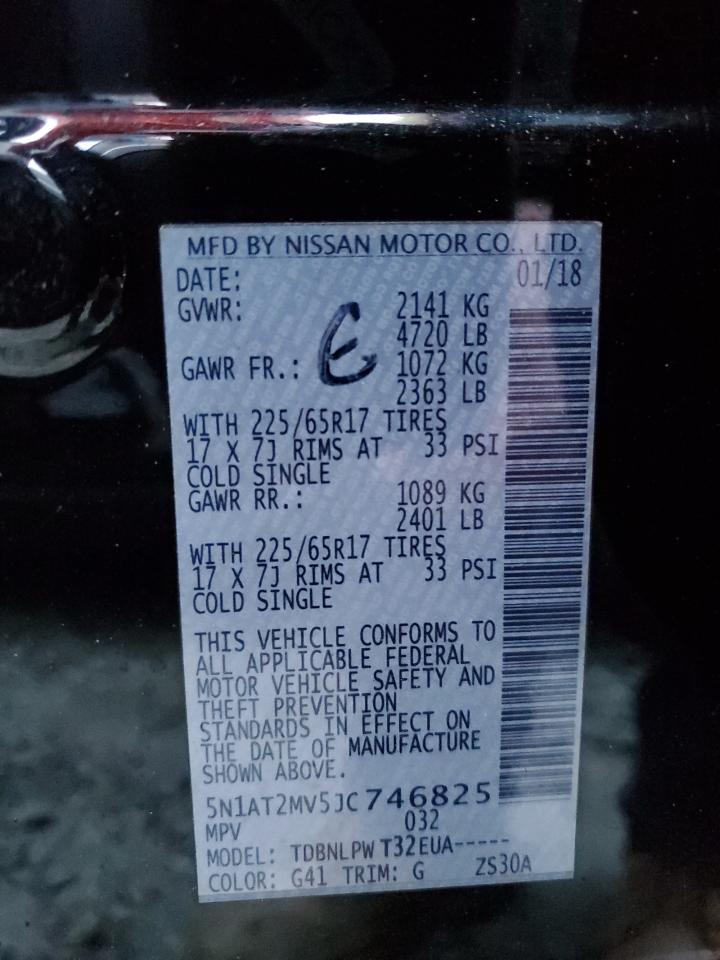 MFD BY NISSAN MOTOR CO., LTD.
DATE: 01/18
GVWR: 2141 KG
4720 LB
GAWR FR.: 1072 KG
2363 LB
WITH 225/65R17 TIRES
17 X 7J RIMS AT 33 PSI
COLD SINGLE
GAWR RR.: 1089 KG
2401 LB
WITH 225/65R17 TIRES
17 X 7J RIMS AT 33 PSI
COLD SINGLE
THIS VEHICLE CONFORMS TO
ALL APPLICABLE FEDERAL
MOTOR VEHICLE SAFETY AND
THEFT PREVENTION
STANDARDS IN EFFECT ON
THE DATE OF MANUFACTURE
SHOWN ABOVE.
5N1AT2MV5JC746825
MPV 032
MODEL: TDBNLPWT32EUA-----
COLOR: G41 TRIM: G ZS30A